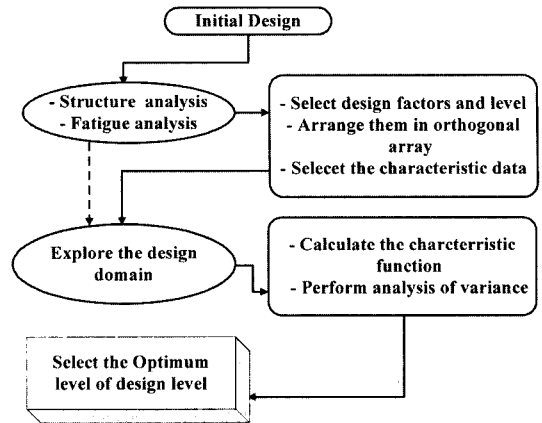 Initial Design
- Structure analysis
- Fatigue analysis
- Select design factors and level
- Arrange them in orthogonal
array
- Selecet the characteristic data
Explore the design
domain
- Calculate the charcterristic
function
- Perform analysis of variance
Select the Optimum
level of design level